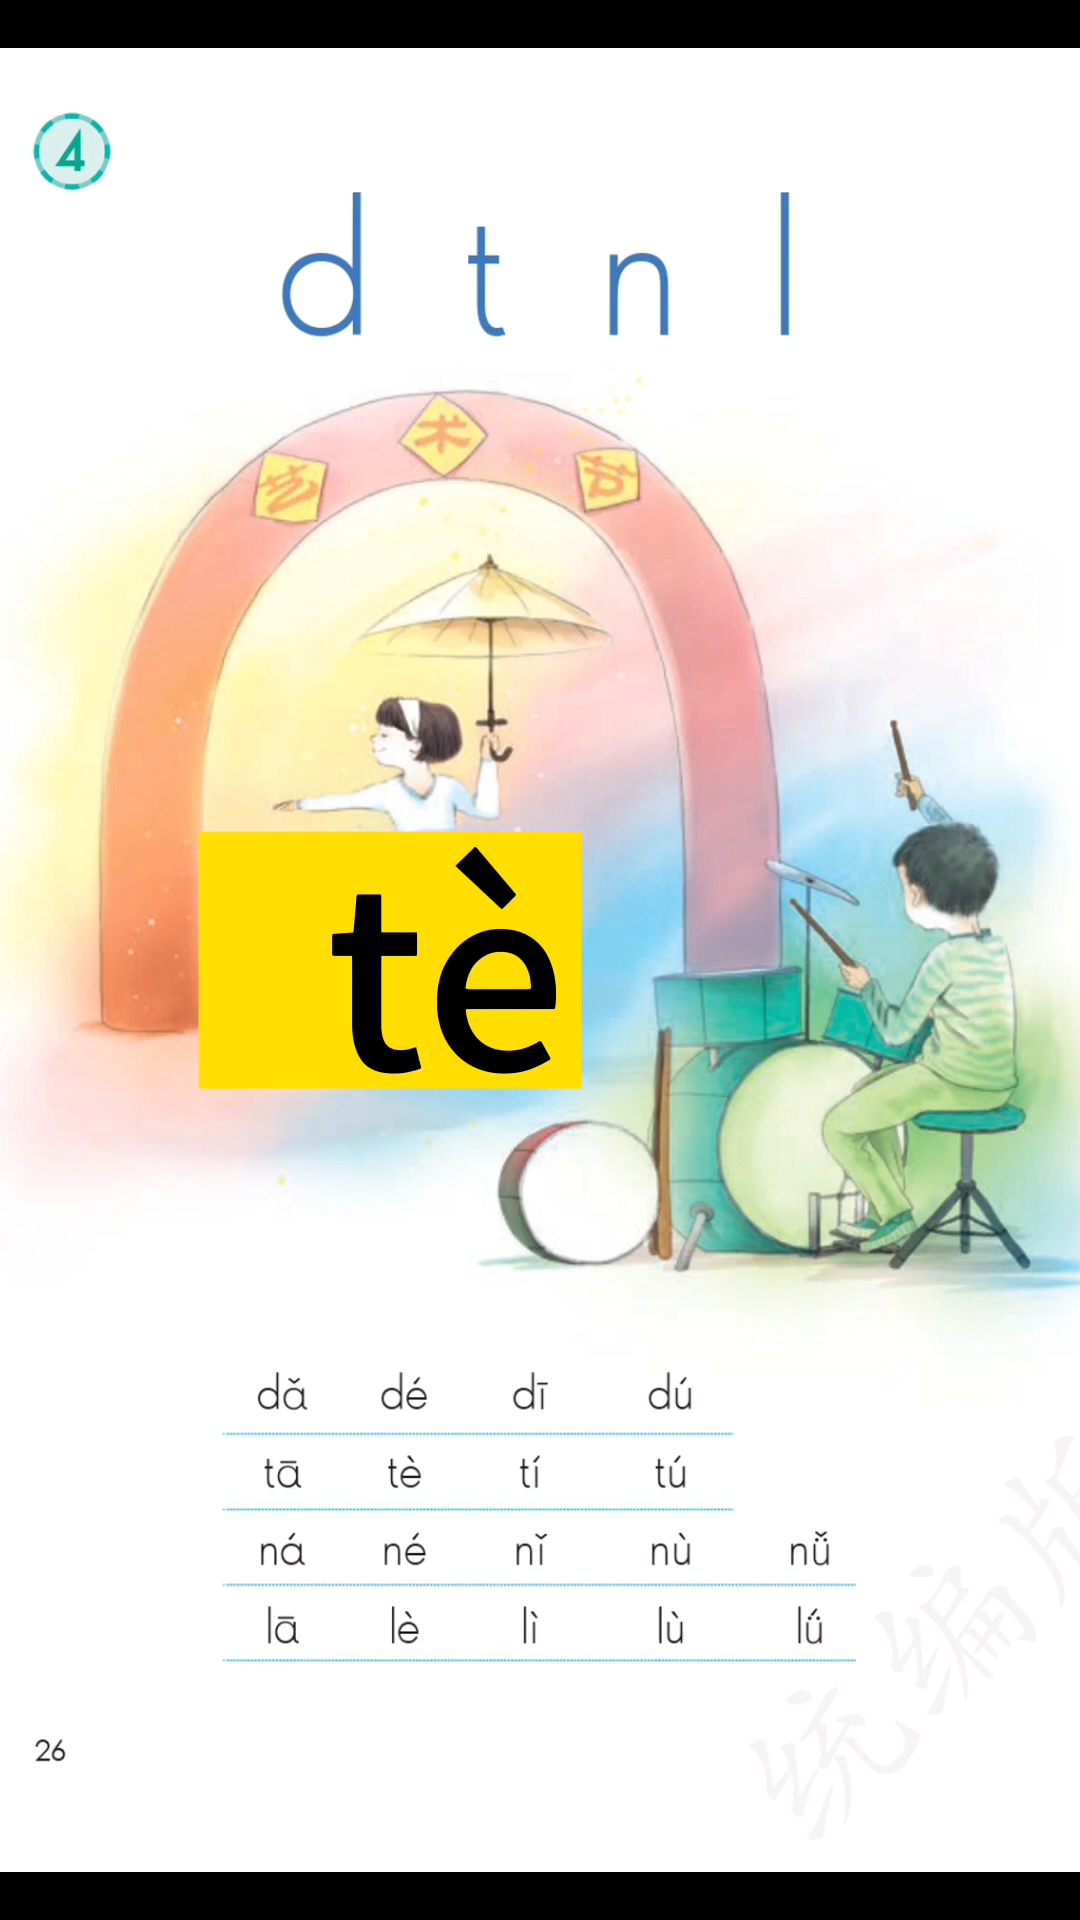 4
d t n l
艺 术 节
tè
dǎ dé dī dú
tā tè tí tú
ná né nǐ nù nǚ
lā lè lì lù lǘ
统编版
26